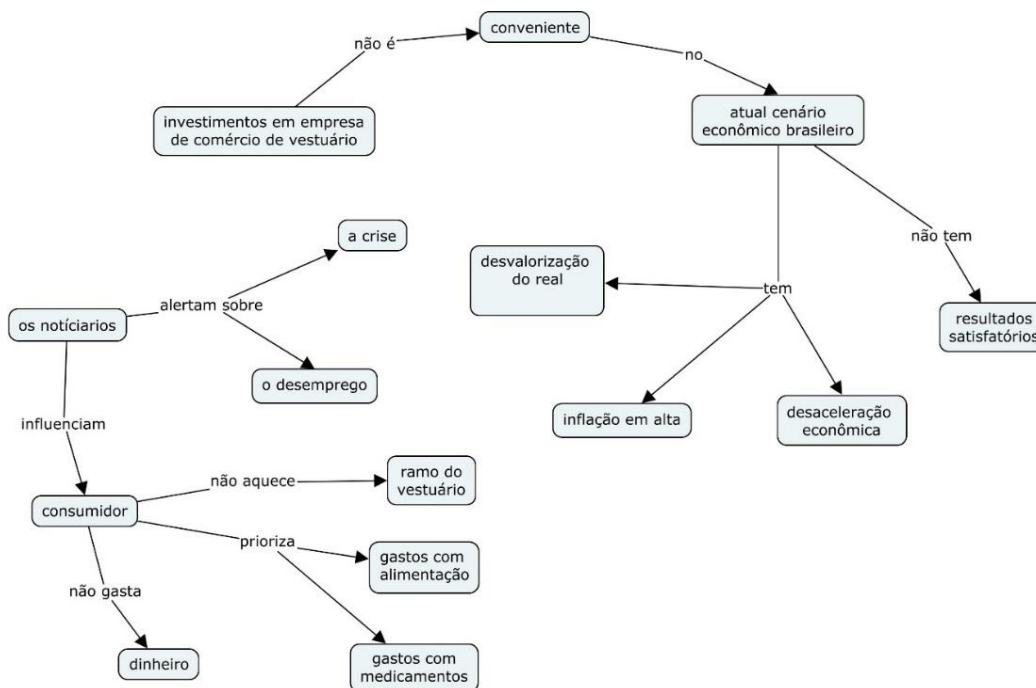 conveniente
não é
no
investimentos em empresa
de comércio de vestuário
atual cenário
econômico brasileiro
a crise
não tem
desvalorização
do real
tem
alertam sobre
os notíciarios
resultados
satisfatórios
o desemprego
inflação em alta
desaceleração
econômica
influenciam
não aquece
ramo do
vestuário
consumidor
prioriza
gastos com
alimentação
não gasta
dinheiro
gastos com
medicamentos